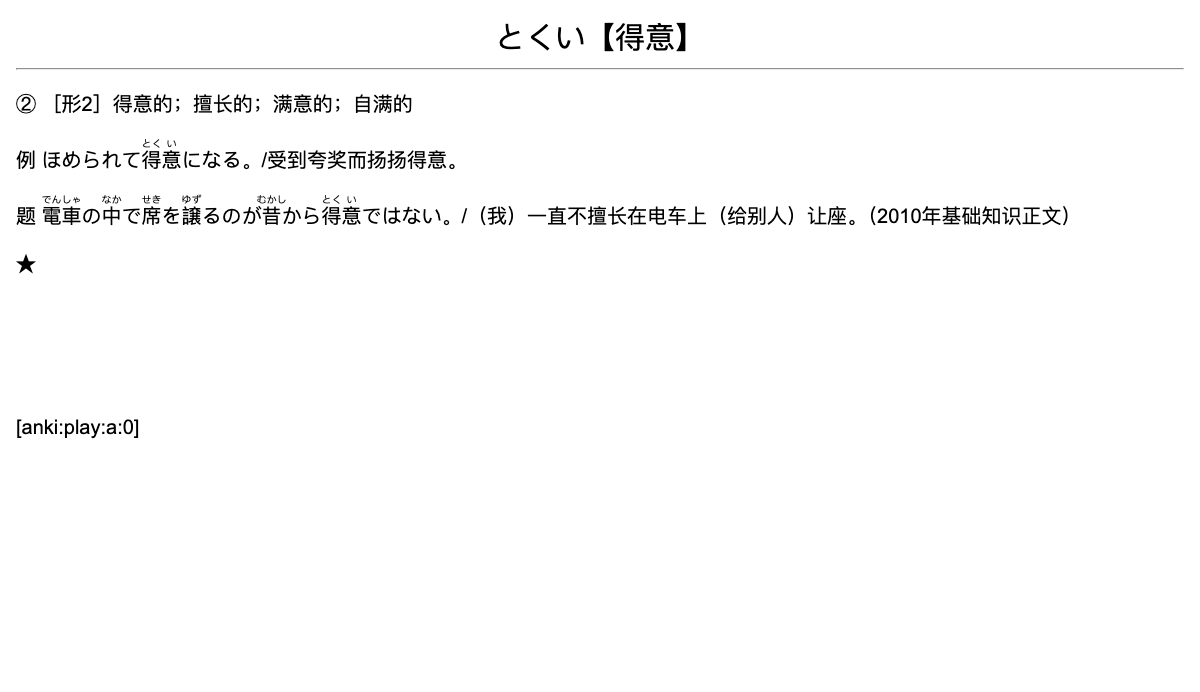 とくい【得意】
② ［形2］得意的；擅长的；满意的；自满的
とくい
例 ほめられて得意になる。/受到夸奖而扬扬得意。
でんしゃ なか せき ゆず むかし とくい
题 電車の中で席を譲るのが昔から得意ではない。/（我）一直不擅长在电车上（给别人）让座。（2010年基础知识正文）
★
[anki:play:a:0]